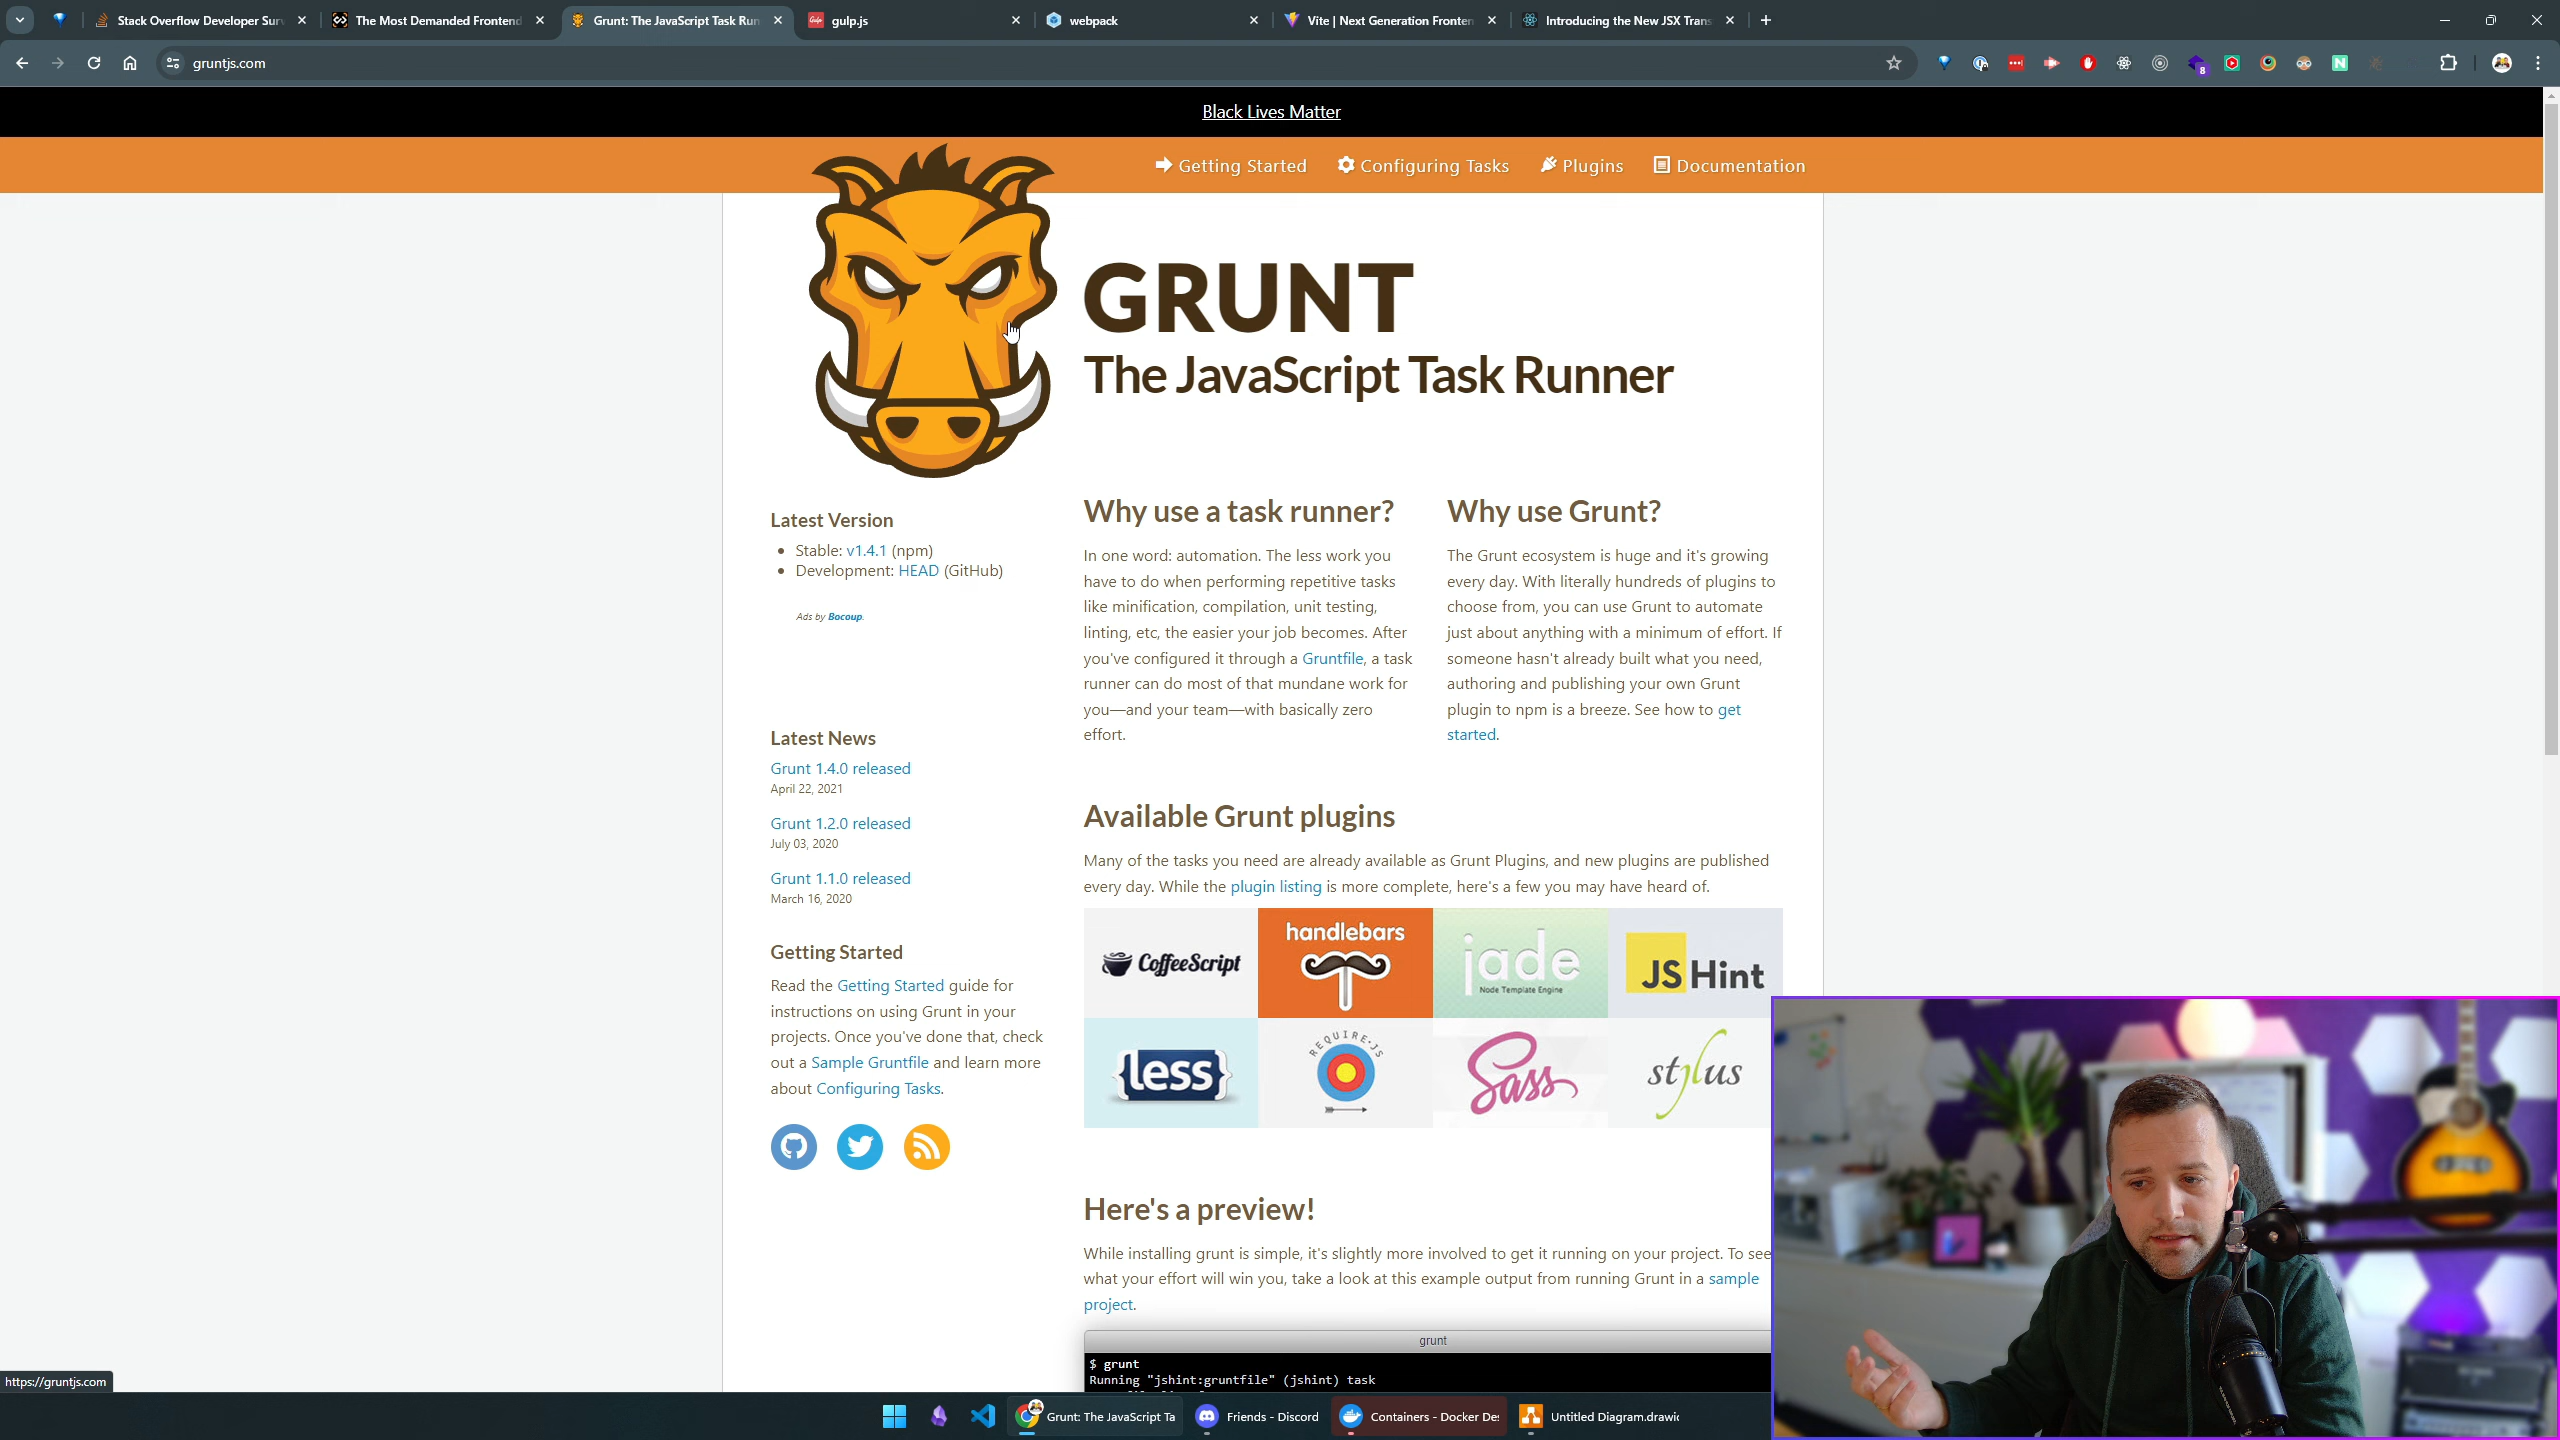 Stack Overflow Developer Sur
The Most Demanded Frontend
Grunt: The JavaScript Task Run
gulp.js
webpack
Vite | Next Generation Fronten
Introducing the New JSX Trans
gruntjs.com
8
Black Lives Matter
Getting Started
Configuring Tasks
Plugins
Documentation
GRUNT
The JavaScript Task Runner
Latest Version
Stable: v1.4.1 (npm)
Development: HEAD (GitHub)
Ads by Bocoup.
Latest News
Grunt 1.4.0 released
April 22, 2021
Grunt 1.2.0 released
July 03, 2020
Grunt 1.1.0 released
March 16, 2020
Getting Started
Read the Getting Started guide for
instructions on using Grunt in your
projects. Once you've done that, check
out a Sample Gruntfile and learn more
about Configuring Tasks.
Why use a task runner?
In one word: automation. The less work you
have to do when performing repetitive tasks
like minification, compilation, unit testing,
linting, etc, the easier your job becomes. After
you've configured it through a Gruntfile, a task
runner can do most of that mundane work for
you—and your team—with basically zero
effort.
Why use Grunt?
The Grunt ecosystem is huge and it's growing
every day. With literally hundreds of plugins to
choose from, you can use Grunt to automate
just about anything with a minimum of effort. If
someone hasn't already built what you need,
authoring and publishing your own Grunt
plugin to npm is a breeze. See how to get
started.
Available Grunt plugins
Many of the tasks you need are already available as Grunt Plugins, and new plugins are published
every day. While the plugin listing is more complete, here's a few you may have heard of.
CoffeeScript
handlebars
jade
Node Template Engine
JS Hint
{less}
REQUIRE·JS
Sass
stylus
Here's a preview!
While installing grunt is simple, it's slightly more involved to get it running on your project. To see
what your effort will win you, take a look at this example output from running Grunt in a sample
project.
grunt
$ grunt
Running "jshint:gruntfile" (jshint) task
https://gruntjs.com
Grunt: The JavaScript Ta
Friends - Discord
Containers - Docker Des
Untitled Diagram.drawio